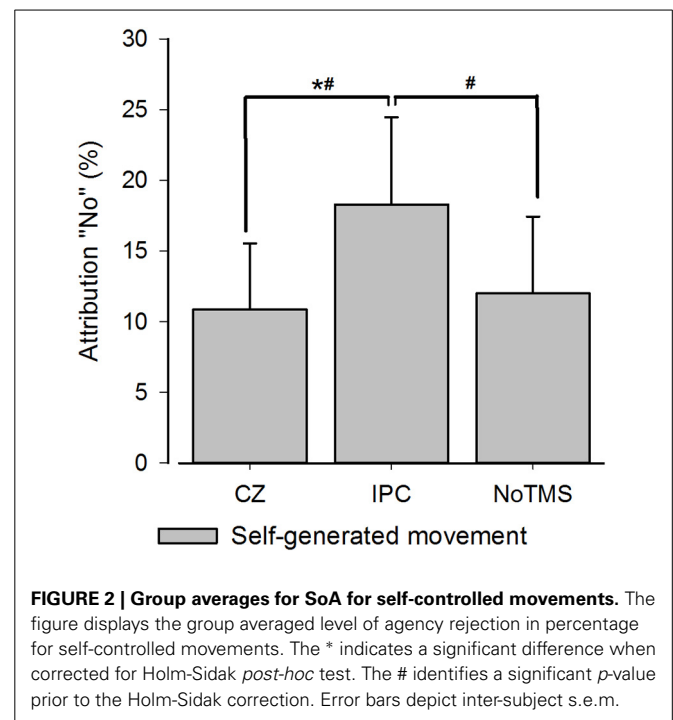 30
25
20
15
10
5
0
Attribution "No" (%)
*#
#
CZ IPC NoTMS
Self-generated movement
FIGURE 2 | Group averages for SoA for self-controlled movements. The
figure displays the group averaged level of agency rejection in percentage
for self-controlled movements. The * indicates a significant difference when
corrected for Holm-Sidak post-hoc test. The # identifies a significant p-value
prior to the Holm-Sidak correction. Error bars depict inter-subject s.e.m.